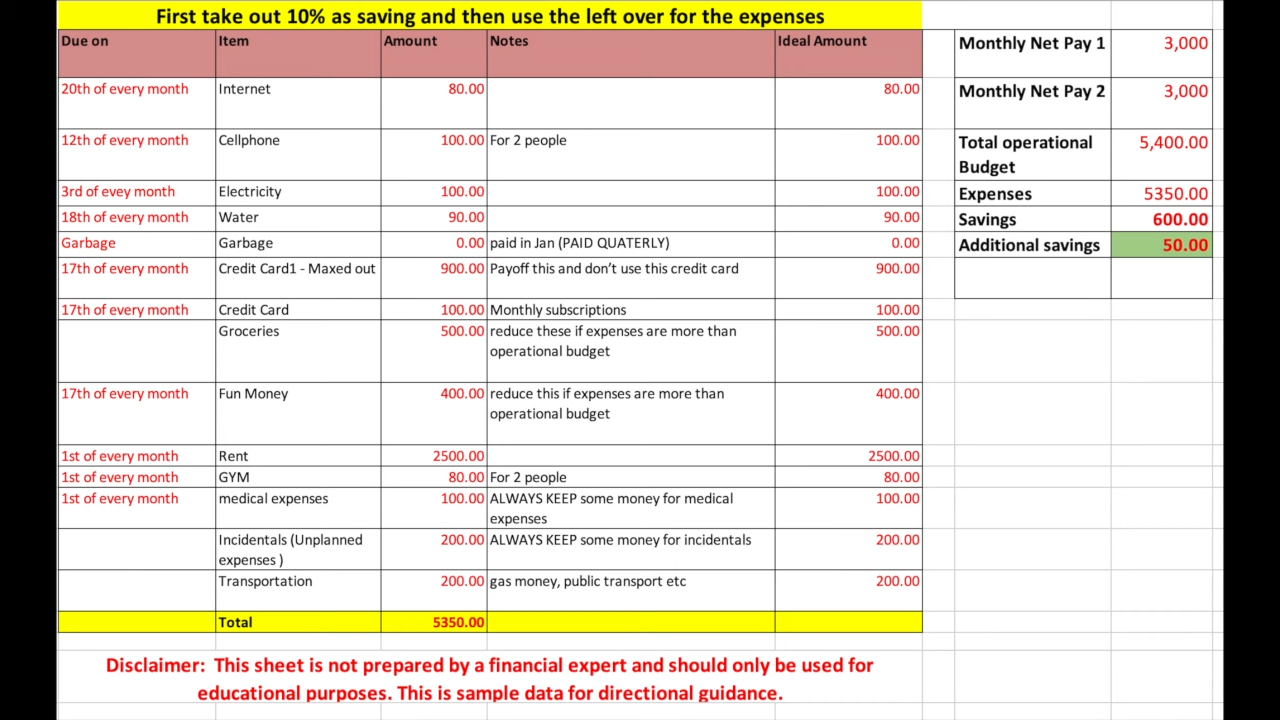 First take out 10% as saving and then use the left over for the expenses
Due on Item Amount Notes Ideal Amount
Monthly Net Pay 1 3,000
20th of every month Internet 80.00 80.00
Monthly Net Pay 2 3,000
12th of every month Cellphone 100.00 For 2 people 100.00
Total operational
Budget 5,400.00
3rd of evey month Electricity 100.00 100.00
Expenses 5350.00
18th of every month Water 90.00 90.00
Savings 600.00
Garbage Garbage 0.00 paid in Jan (PAID QUATERLY) 0.00
Additional savings 50.00
17th of every month Credit Card1 - Maxed out 900.00 Payoff this and don't use this credit card 900.00
17th of every month Credit Card 100.00 Monthly subscriptions 100.00
Groceries 500.00 reduce these if expenses are more than 500.00
operational budget
17th of every month Fun Money 400.00 reduce this if expenses are more than 400.00
operational budget
1st of every month Rent 2500.00 2500.00
1st of every month GYM 80.00 For 2 people 80.00
1st of every month medical expenses 100.00 ALWAYS KEEP some money for medical 100.00
expenses
Incidentals (Unplanned 200.00 ALWAYS KEEP some money for incidentals 200.00
expenses )
Transportation 200.00 gas money, public transport etc 200.00
Total 5350.00
Disclaimer: This sheet is not prepared by a financial expert and should only be used for
educational purposes. This is sample data for directional guidance.